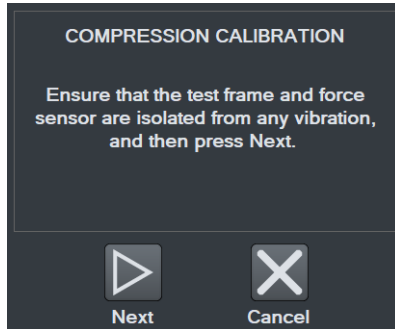 COMPRESSION CALIBRATION
Ensure that the test frame and force
sensor are isolated from any vibration,
and then press Next.
Next
Cancel